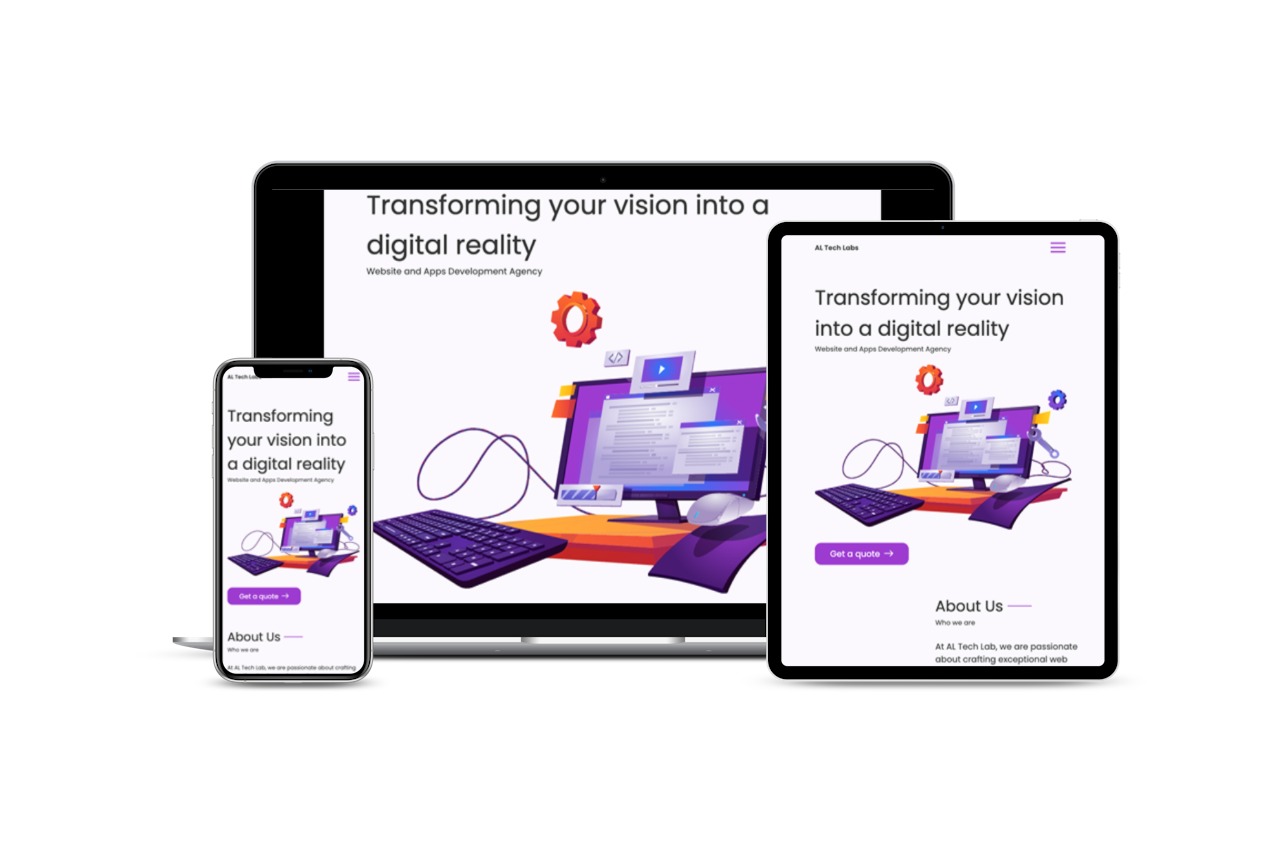 Transforming your vision into a
digital reality
Website and Apps Development Agency
AL Tech Labs
Transforming
your vision into
a digital reality
Website and Apps Development Agency
Get a quote
About Us
Who we are
At AL Tech Lab, we are passionate about crafting
AL Tech Labs
Transforming your vision
into a digital reality
Website and Apps Development Agency
Get a quote
About Us
Who we are
At AL Tech Lab, we are passionate
about crafting exceptional web